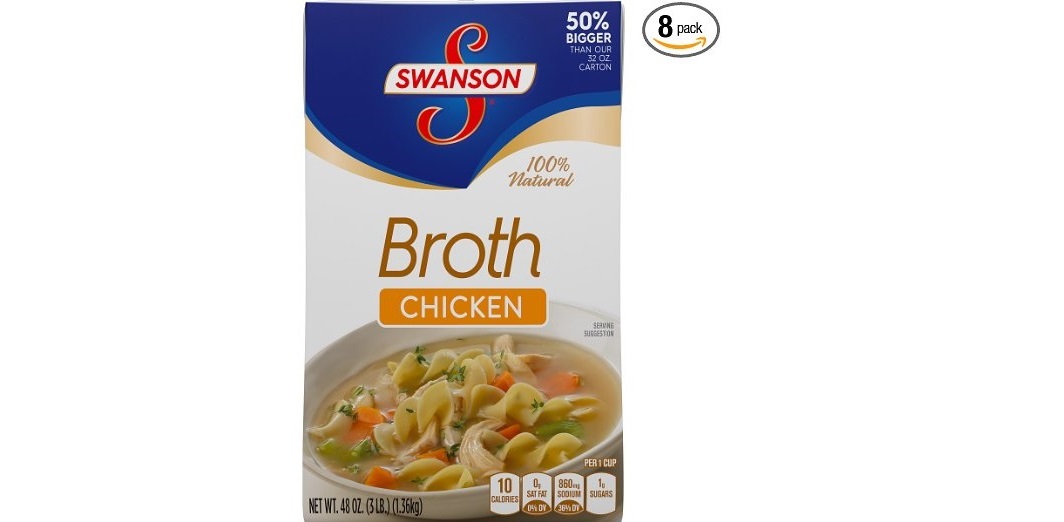 50%
BIGGER
THAN OUR
32 OZ.
CARTON
8 pack
S
SWANSON
100%
Natural
Broth
CHICKEN
SERVING
SUGGESTION
PER 1 CUP
10
CALORIES
0g
SAT FAT
0% DV
860mg
SODIUM
36% DV
1g
SUGARS
NET WT. 48 OZ. (3 LB.) (1.36kg)